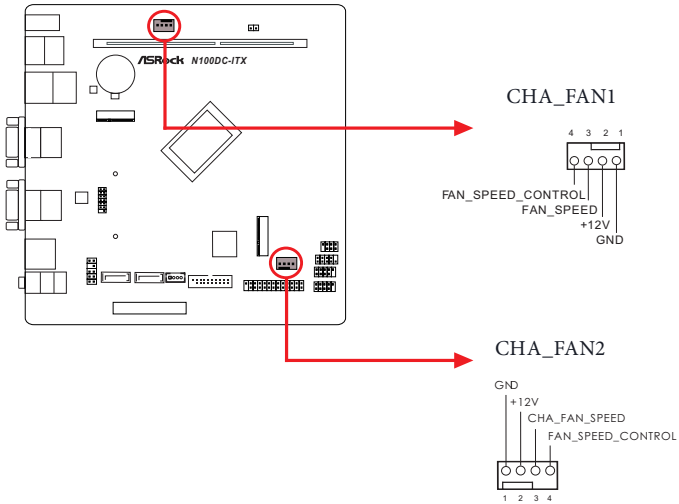 ASRock N100DC-ITX
CHA_FAN1
4 3 2 1
FAN_SPEED_CONTROL
FAN_SPEED
+12V
GND
CHA_FAN2
GND
+12V
CHA_FAN_SPEED
FAN_SPEED_CONTROL
1 2 3 4